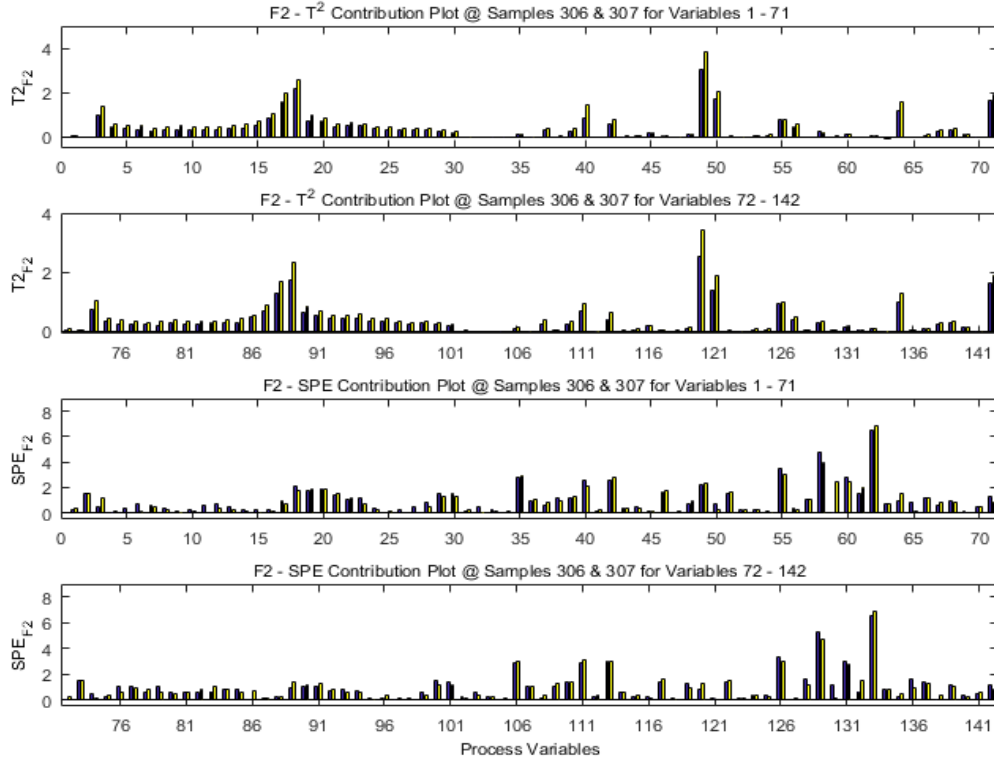 F2 - T² Contribution Plot @ Samples 306 & 307 for Variables 1 - 71
T2_F2
4
2
0
0 5 10 15 20 25 30 35 40 45 50 55 60 65 70
F2 - T² Contribution Plot @ Samples 306 & 307 for Variables 72 - 142
T2_F2
4
2
0
76 81 86 91 96 101 106 111 116 121 126 131 136 141
F2 - SPE Contribution Plot @ Samples 306 & 307 for Variables 1 - 71
SPE_F2
8
6
4
2
0
0 5 10 15 20 25 30 35 40 45 50 55 60 65 70
F2 - SPE Contribution Plot @ Samples 306 & 307 for Variables 72 - 142
SPE_F2
8
6
4
2
0
76 81 86 91 96 101 106 111 116 121 126 131 136 141
Process Variables